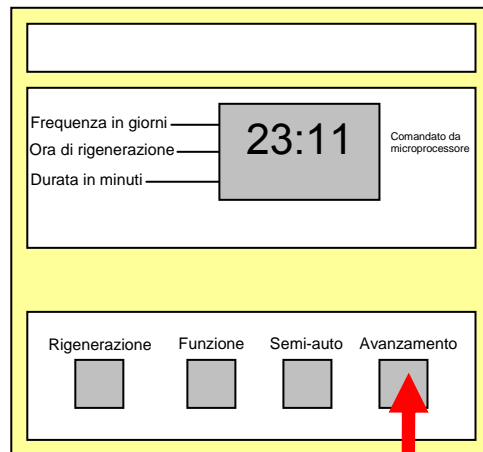 Frequenza in giorni
Ora di rigenerazione
Durata in minuti
23:11
Comandato da
microprocessore
Rigenerazione Funzione Semi-auto Avanzamento